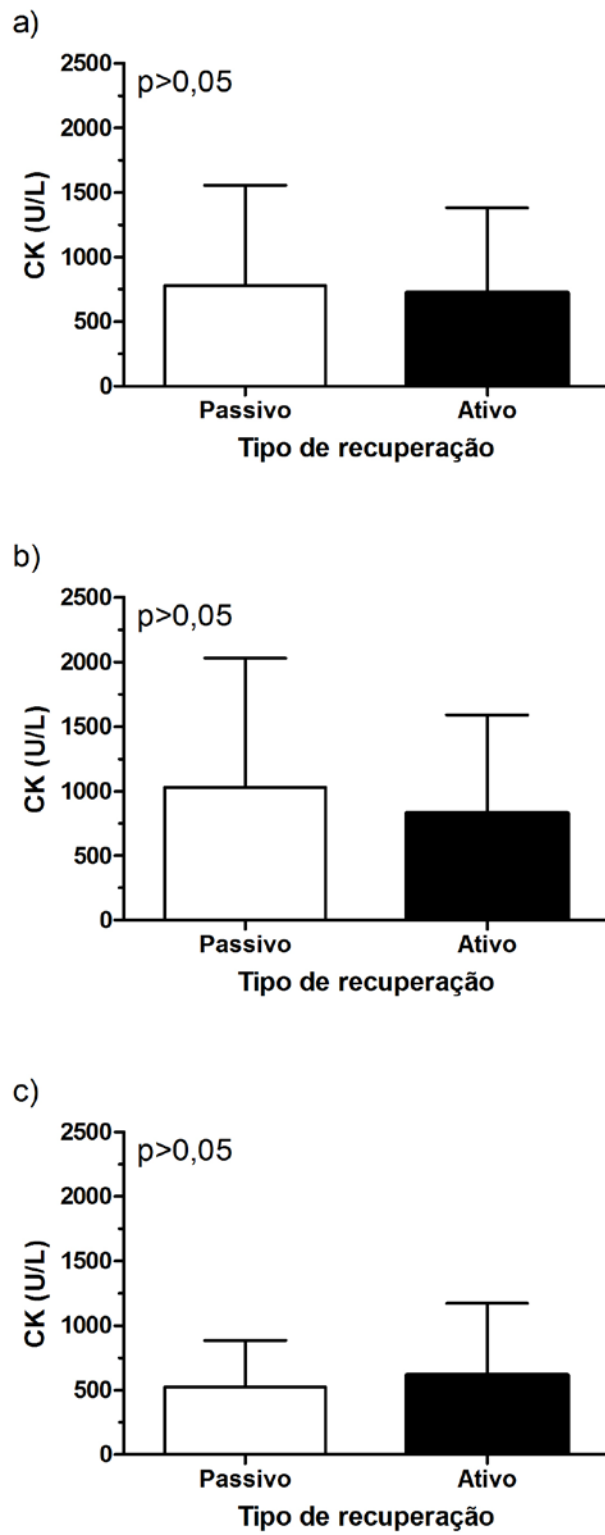 a)
2500
p>0,05
2000
1500
1000
500
0
CK (U/L)
Passivo Ativo
Tipo de recuperação
b)
2500
p>0,05
2000
1500
1000
500
0
CK (U/L)
Passivo Ativo
Tipo de recuperação
c)
2500
p>0,05
2000
1500
1000
500
0
CK (U/L)
Passivo Ativo
Tipo de recuperação